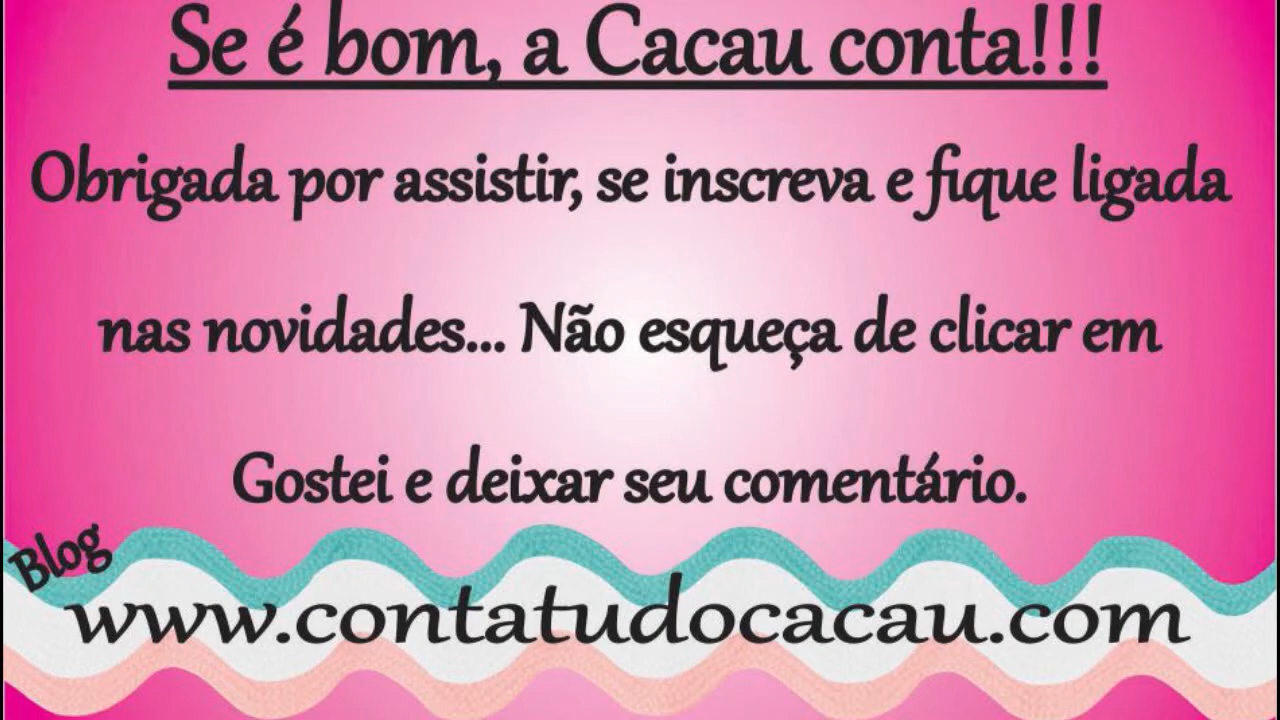 Se é bom, a Cacau conta!!!
Obrigada por assistir, se inscreva e fique ligada
nas novidades... Não esqueça de clicar em
Gostei e deixar seu comentário.
Blog
www.contatudocacau.com